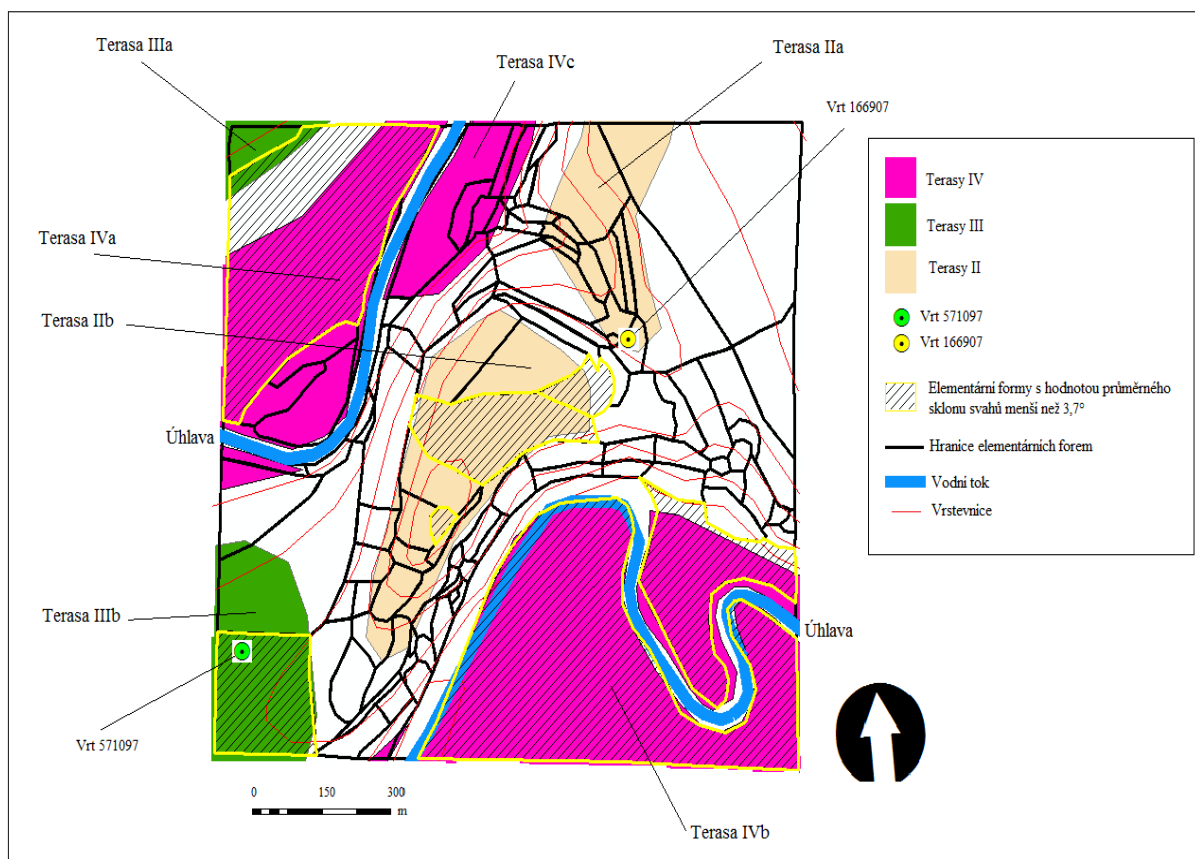 Terasa IIIa
Terasa IVc
Terasa IIa
Vrt 166907
Terasa IVa
Terasa IIb
Úhlava
Terasa IIIb
Vrt 571097
Úhlava
Terasa IVb
0 150 300
m
Terasy IV
Terasy III
Terasy II
Vrt 571097
Vrt 166907
Elementární formy s hodnotou průměrného
sklonu svahů menší než 3,7°
Hranice elementárních forem
Vodní tok
Vrstevnice